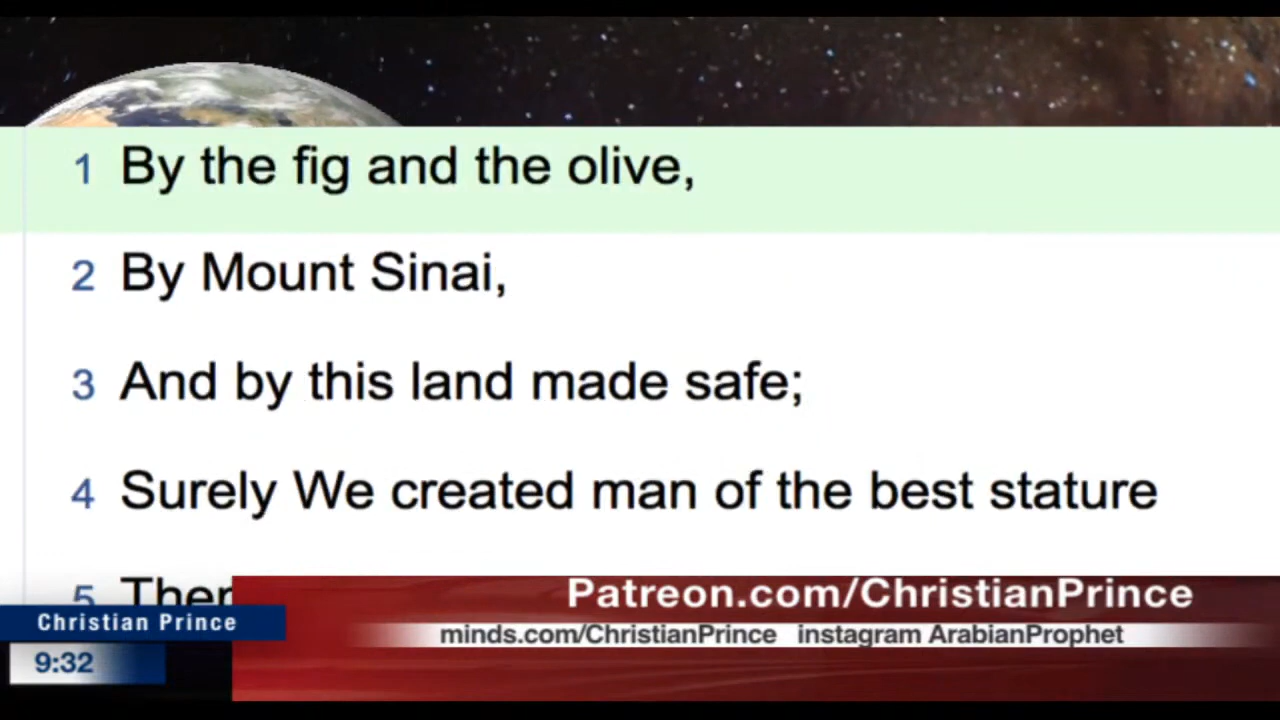 1 By the fig and the olive,
2 By Mount Sinai,
3 And by this land made safe;
4 Surely We created man of the best stature
5
Patreon.com/ChristianPrince
Christian Prince
minds.com/ChristianPrince instagram ArabianProphet
9:32